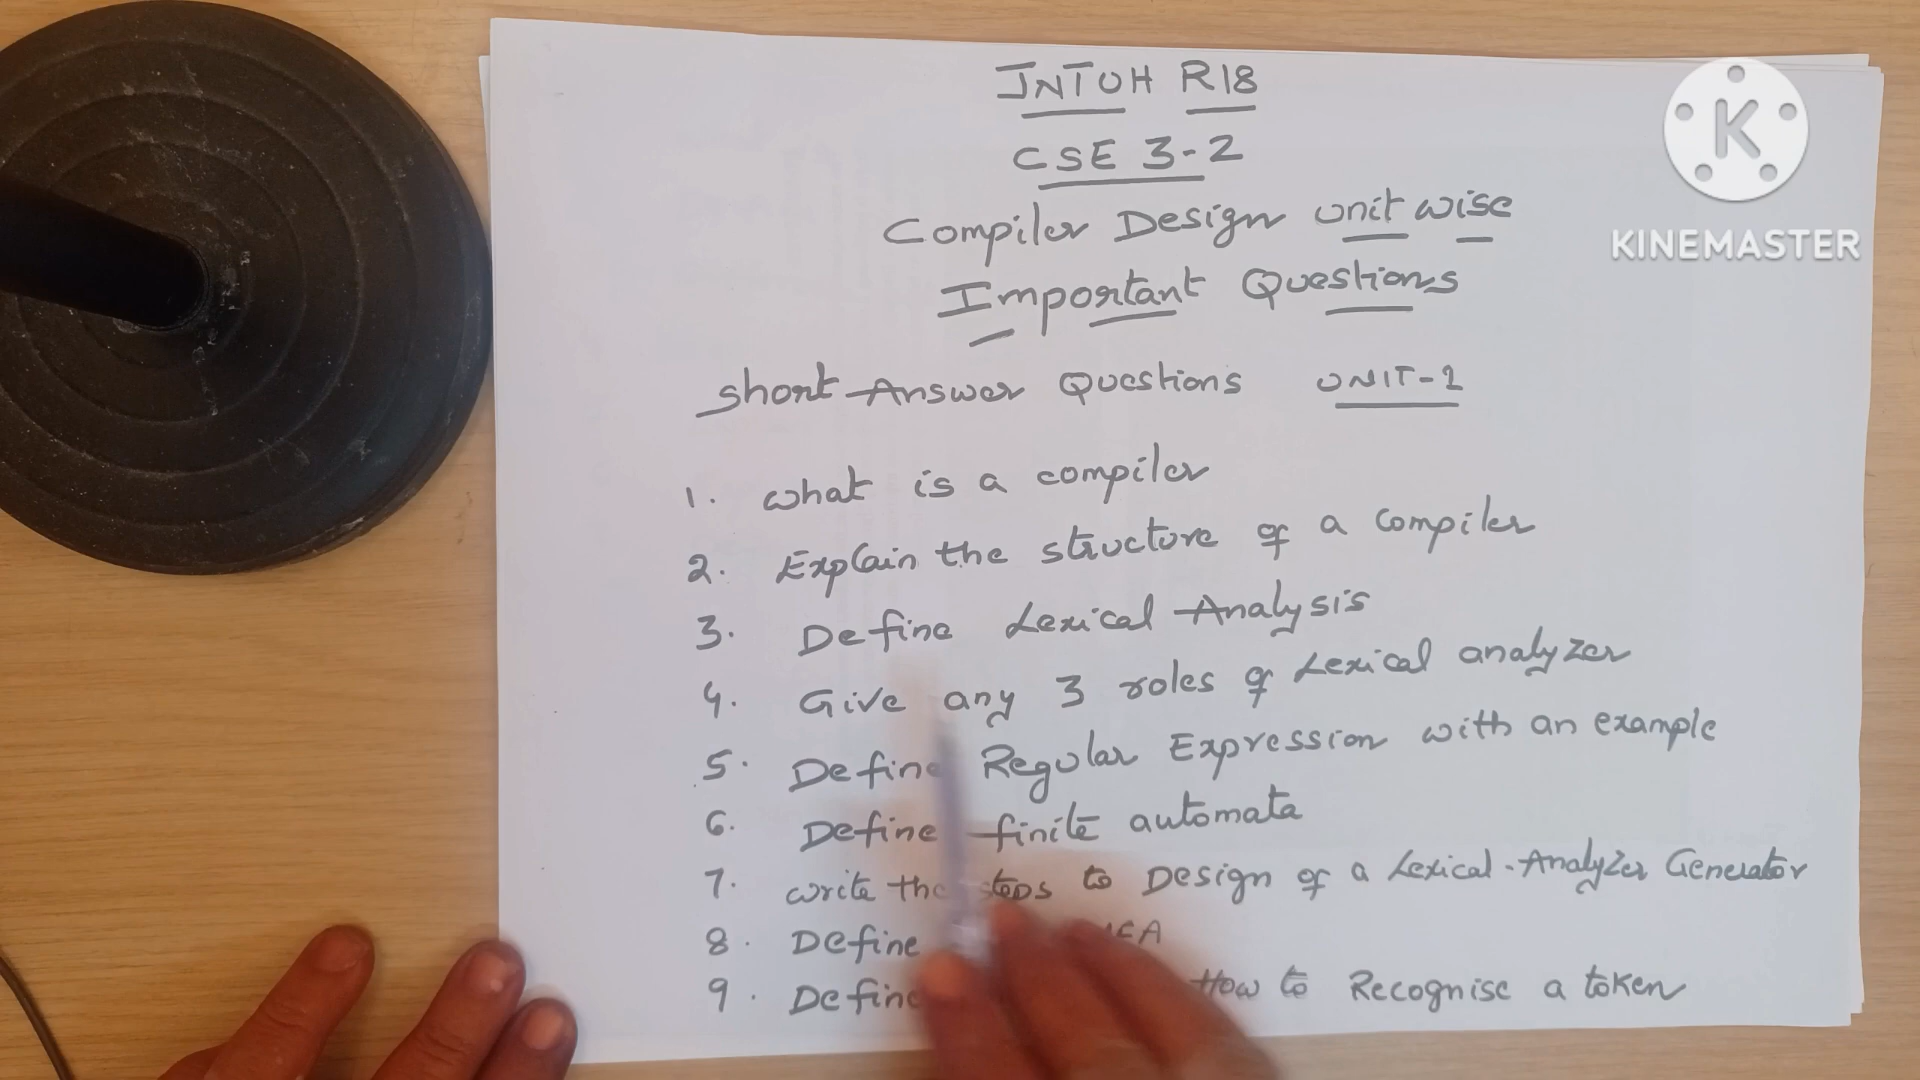 JNTUH R18
CSE 3-2
Compiler Design unit wise
Important Questions
Short Answer Questions UNIT-1
1. what is a compiler
2. Explain the structure of a compiler
3. Define Lexical Analysis
4. Give any 3 roles of Lexical analyzer
5. Define Regular Expression with an example
6. Define finite automata
7. write the steps to Design of a Lexical-Analyzer Generator
8. Define NFA
9. Define How to Recognise a token
K
KINEMASTER